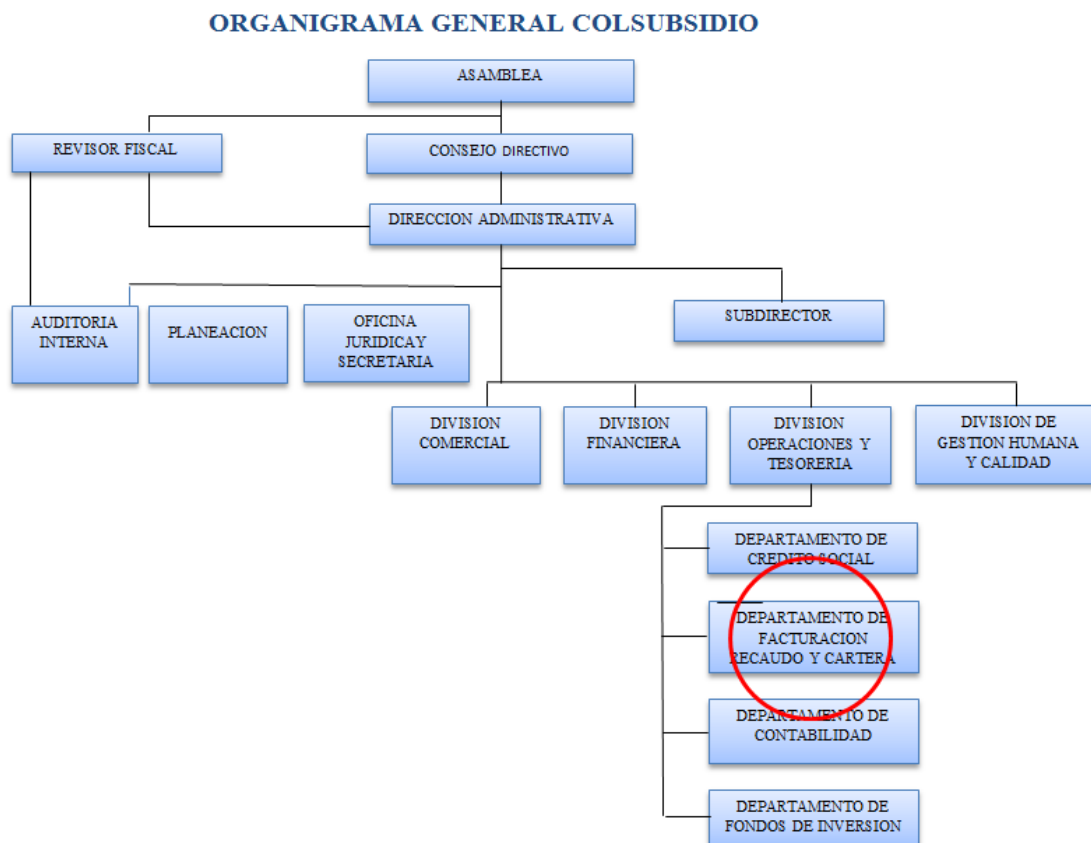 ORGANIGRAMA GENERAL COLSUBSIDIO
ASAMBLEA
REVISOR FISCAL
CONSEJO DIRECTIVO
DIRECCION ADMINISTRATIVA
AUDITORIA
INTERNA
PLANEACION
OFICINA
JURIDICAY
SECRETARIA
SUBDIRECTOR
DIVISION
COMERCIAL
DIVISION
FINANCIERA
DIVISION
OPERACIONES Y
TESORERIA
DIVISION DE
GESTION HUMANA
Y CALIDAD
DEPARTAMENTO DE
CREDITO SOCIAL
DEPARTAMENTO DE
FACTURACION
RECAUDO Y CARTERA
DEPARTAMENTO DE
CONTABILIDAD
DEPARTAMENTO DE
FONDOS DE INVERSION